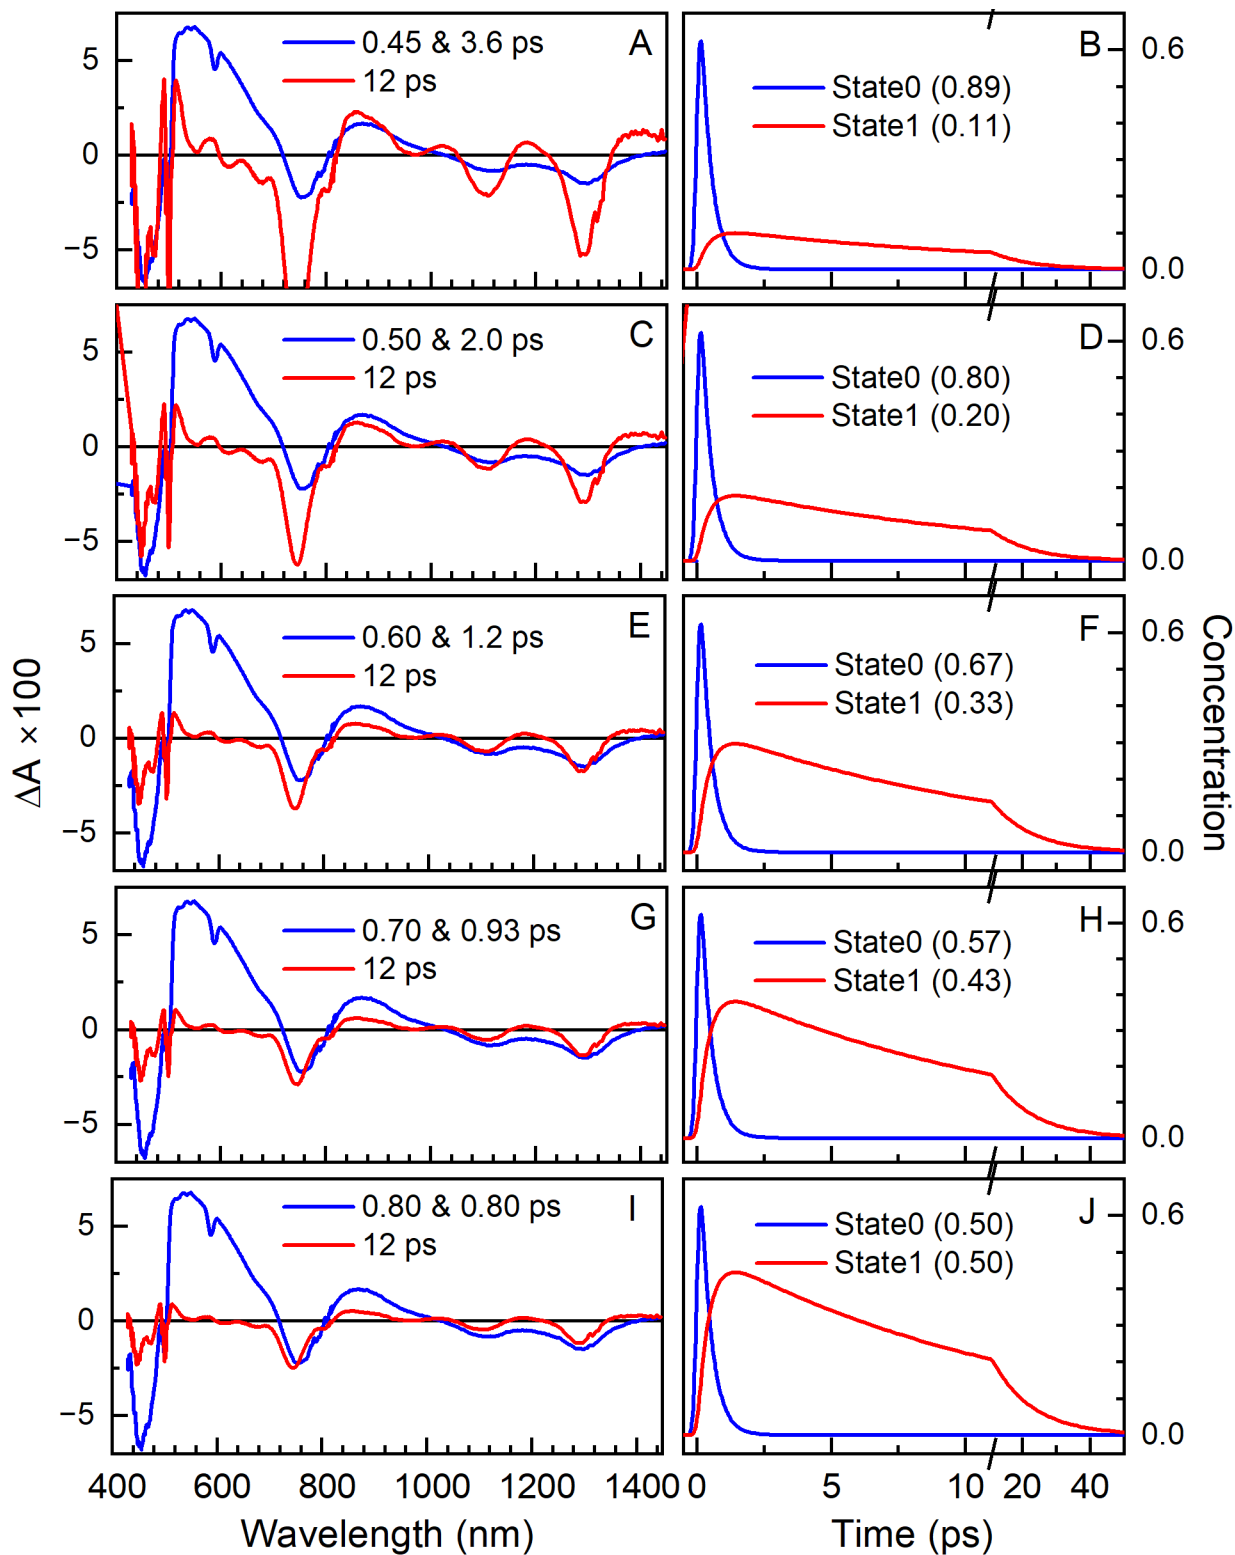 A
0.45 & 3.6 ps
12 ps
5
0
−5
B
State0 (0.89)
State1 (0.11)
0.6
0.0
C
0.50 & 2.0 ps
12 ps
5
0
−5
D
State0 (0.80)
State1 (0.20)
0.6
0.0
E
0.60 & 1.2 ps
12 ps
5
0
−5
F
State0 (0.67)
State1 (0.33)
0.6
0.0
G
0.70 & 0.93 ps
12 ps
5
0
−5
H
State0 (0.57)
State1 (0.43)
0.6
0.0
I
0.80 & 0.80 ps
12 ps
5
0
−5
J
State0 (0.50)
State1 (0.50)
0.6
0.0
ΔA ×100
Concentration
400 600 800 1000 1200 1400
0 5 10 20 40
Wavelength (nm)
Time (ps)